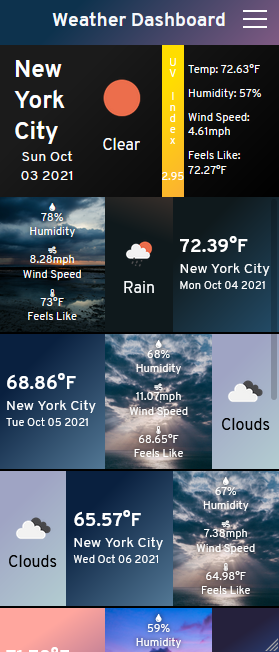 Weather Dashboard
New
York
City
Sun Oct
03 2021
Clear
UV Index
2.95
Temp: 72.63°F
Humidity: 57%
Wind Speed:
4.61mph
Feels Like:
72.27°F
78%
Humidity
8.28mph
Wind Speed
73°F
Feels Like
Rain
72.39°F
New York City
Mon Oct 04 2021
68.86°F
New York City
Tue Oct 05 2021
68%
Humidity
11.07mph
Wind Speed
68.65°F
Feels Like
Clouds
Clouds
65.57°F
New York City
Wed Oct 06 2021
67%
Humidity
7.38mph
Wind Speed
64.98°F
Feels Like
59%
Humidity